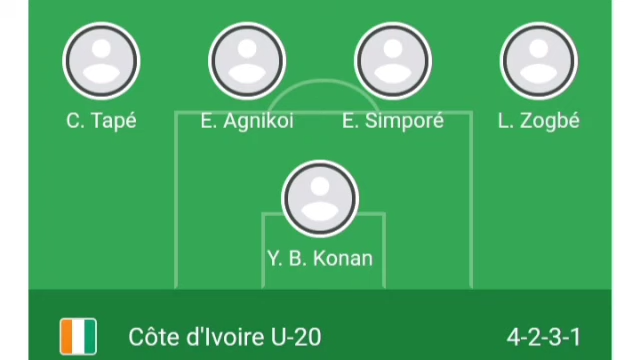 C. Tapé E. Agnikoi E. Simporé L. Zogbé
Y. B. Konan
Côte d'Ivoire U-20 4-2-3-1